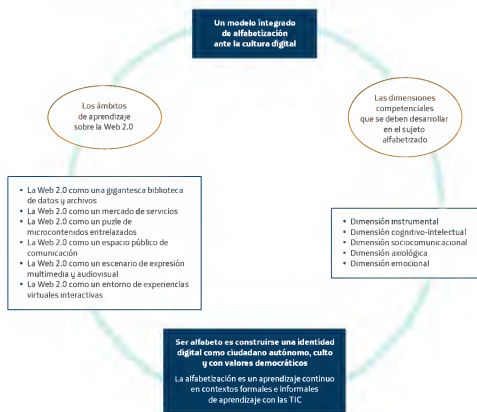 Un modelo integrado
de alfabetización
ante la cultura digital
Los ámbitos
de aprendizaje
sobre la Web 2.0
Las dimensiones
competenciales
que se deben desarrollar
en el sujeto
alfabetizado
• La Web 2.0 como una gigantesca biblioteca
de datos y archivos
• La Web 2.0 como un mercado de servicios
• La Web 2.0 como un puzle de
microcontenidos entrelazados
• La Web 2.0 como un espacio público de
comunicación
• La Web 2.0 como un escenario de expresión
multimedia y audiovisual
• La Web 2.0 como un entorno de experiencias
virtuales interactivas
• Dimensión instrumental
• Dimensión cognitivo-intelectual
• Dimensión sociocomunicacional
• Dimensión axiológica
• Dimensión emocional
Ser alfabeto es construirse una identidad
digital como ciudadano autónomo, culto
y con valores democráticos
La alfabetización es un aprendizaje continuo
en contextos formales e informales
de aprendizaje con las TIC